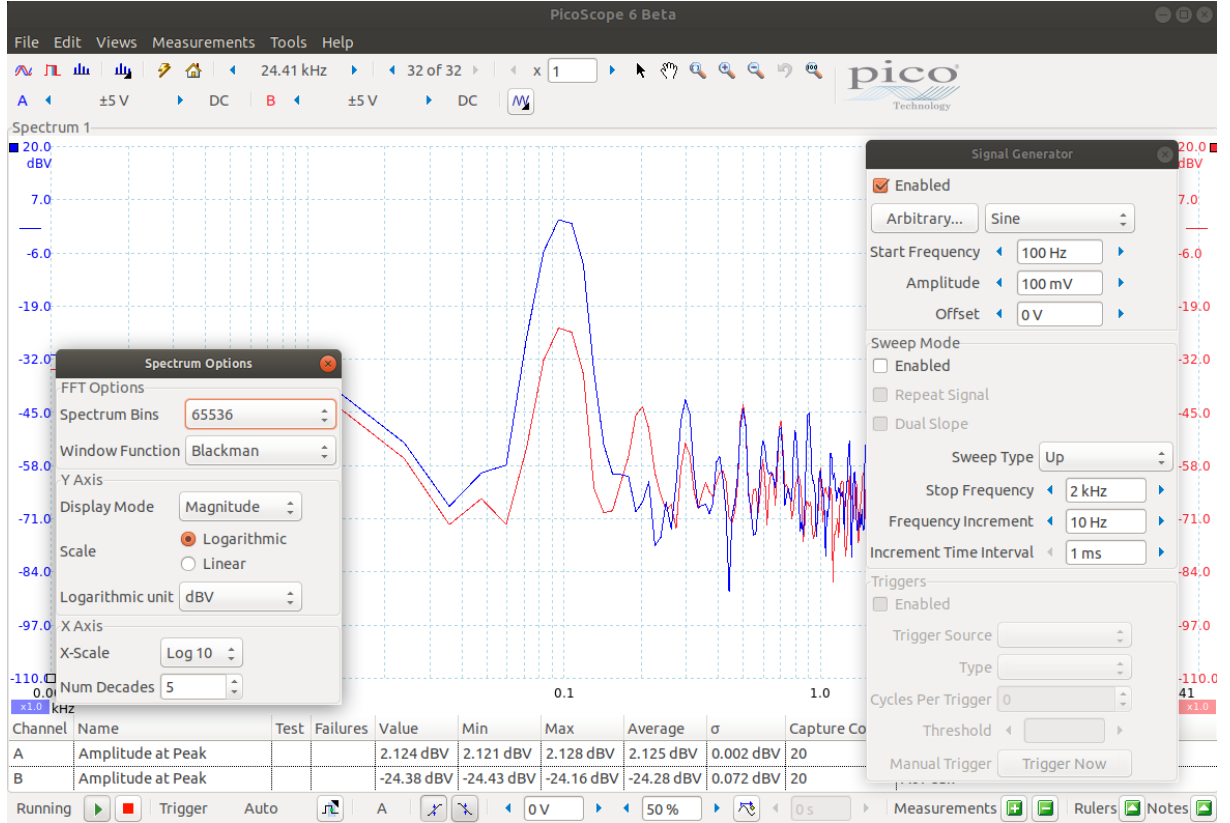 PicoScope 6 Beta
File Edit Views Measurements Tools Help
24.41 kHz 32 of 32 x 1
pico
Technology
A ±5 V DC B ±5 V DC
Spectrum 1
20.0
dBV
7.0
-6.0
-19.0
-32.0
-45.0
-58.0
-71.0
-84.0
-97.0
-110.0
x1.0 kHz
0.1 1.0
20.0
dBV
7.0
-6.0
-19.0
-32.0
-45.0
-58.0
-71.0
-84.0
-97.0
-110.0
41
x1.0
Spectrum Options
FFT Options
Spectrum Bins 65536
Window Function Blackman
Y Axis
Display Mode Magnitude
Scale Logarithmic
Linear
Logarithmic unit dBV
X Axis
X-Scale Log 10
Num Decades 5
Signal Generator
Enabled
Arbitrary... Sine
Start Frequency 100 Hz
Amplitude 100 mV
Offset 0 V
Sweep Mode
Enabled
Repeat Signal
Dual Slope
Sweep Type Up
Stop Frequency 2 kHz
Frequency Increment 10 Hz
Increment Time Interval 1 ms
Triggers
Enabled
Trigger Source
Type
Cycles Per Trigger 0
Threshold
Manual Trigger Trigger Now
Channel Name Test Failures Value Min Max Average σ Capture Co
A Amplitude at Peak 2.124 dBV 2.121 dBV 2.128 dBV 2.125 dBV 0.002 dBV 20
B Amplitude at Peak -24.38 dBV -24.43 dBV -24.16 dBV -24.28 dBV 0.072 dBV 20
Running Trigger Auto A 0 V 50 % 0 s Measurements Rulers Notes